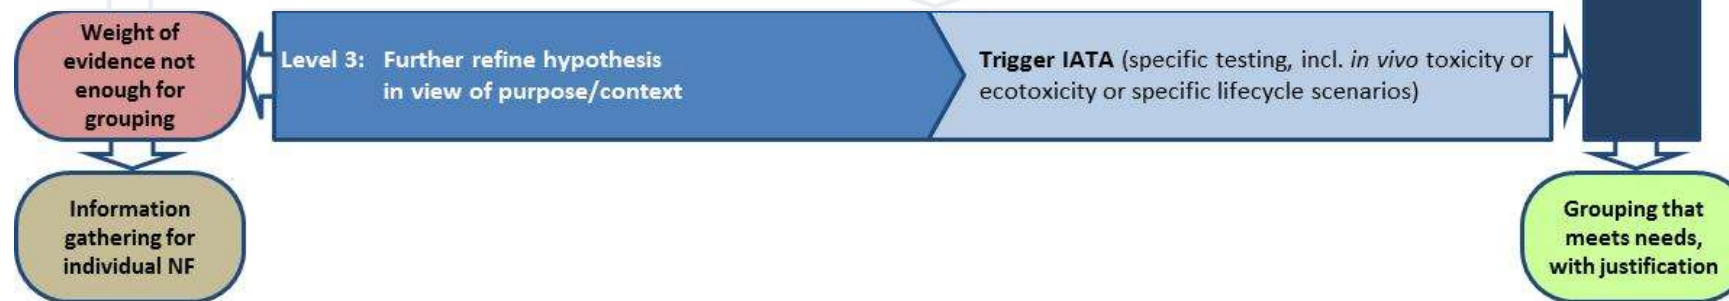 Weight of
evidence not
enough for
grouping
Level 3: Further refine hypothesis
in view of purpose/context
Trigger IATA (specific testing, incl. in vivo toxicity or
ecotoxicity or specific lifecycle scenarios)
Information
gathering for
individual NF
Grouping that
meets needs,
with justification